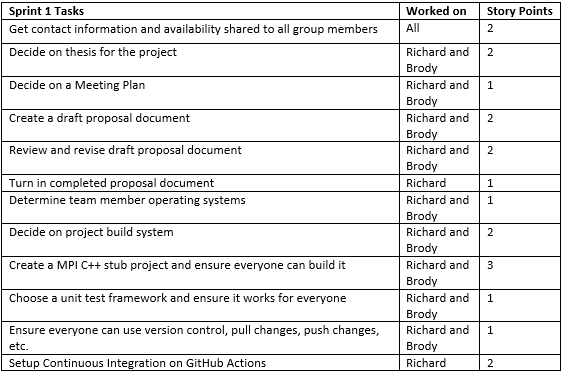 Sprint 1 Tasks Worked on Story Points
Get contact information and availability shared to all group members All 2
Decide on thesis for the project Richard and 2
Brody
Decide on a Meeting Plan Richard and 1
Brody
Create a draft proposal document Richard and 2
Brody
Review and revise draft proposal document Richard and 2
Brody
Turn in completed proposal document Richard 1
Determine team member operating systems Richard and 1
Brody
Decide on project build system Richard and 2
Brody
Create a MPI C++ stub project and ensure everyone can build it Richard and 3
Brody
Choose a unit test framework and ensure it works for everyone Richard and 1
Brody
Ensure everyone can use version control, pull changes, push changes, Richard and 1
etc. Brody
Setup Continuous Integration on GitHub Actions Richard 2